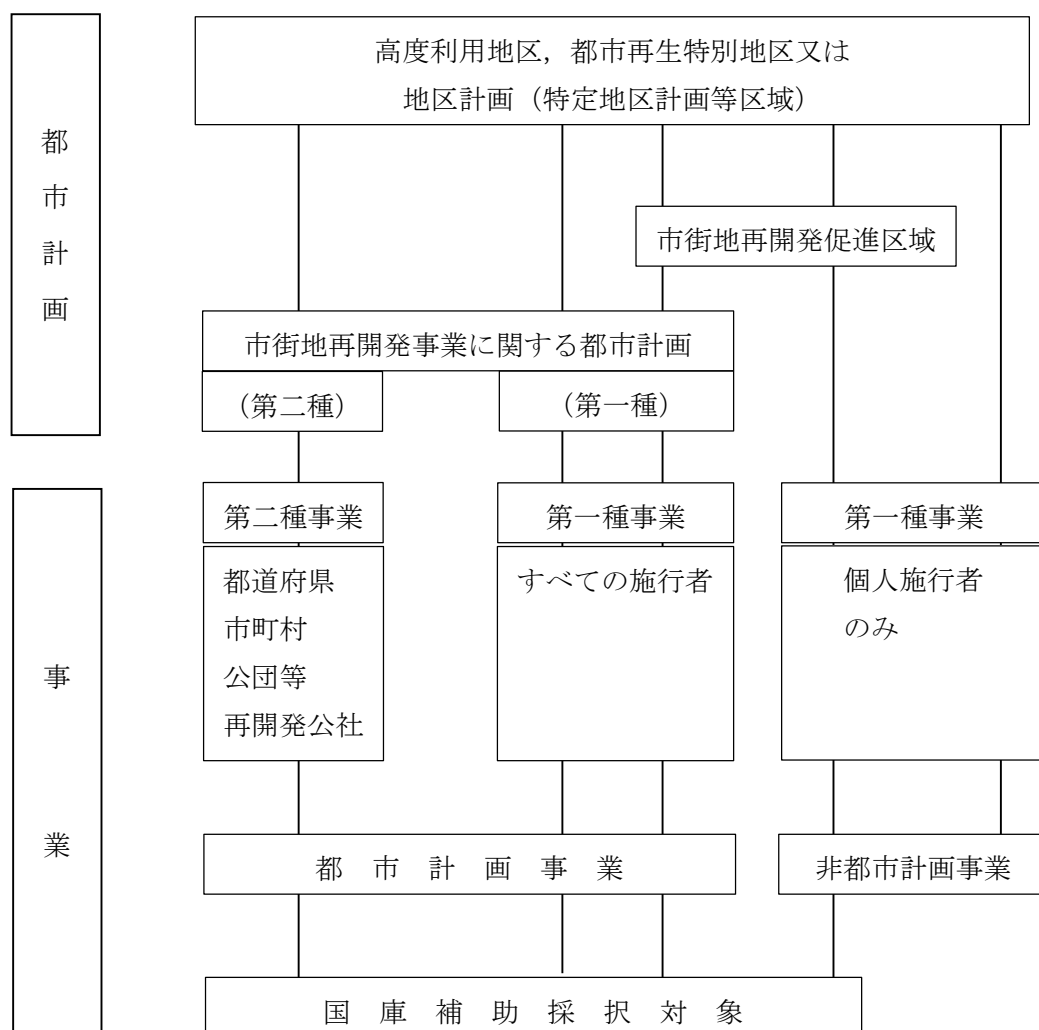 都市計画
高度利用地区，都市再生特別地区又は
地区計画（特定地区計画等区域）
市街地再開発促進区域
市街地再開発事業に関する都市計画
（第二種）
（第一種）
事業
第二種事業
第一種事業
第一種事業
都道府県
市町村
公団等
再開発公社
すべての施行者
個人施行者
のみ
都市計画事業
非都市計画事業
国庫補助採択対象